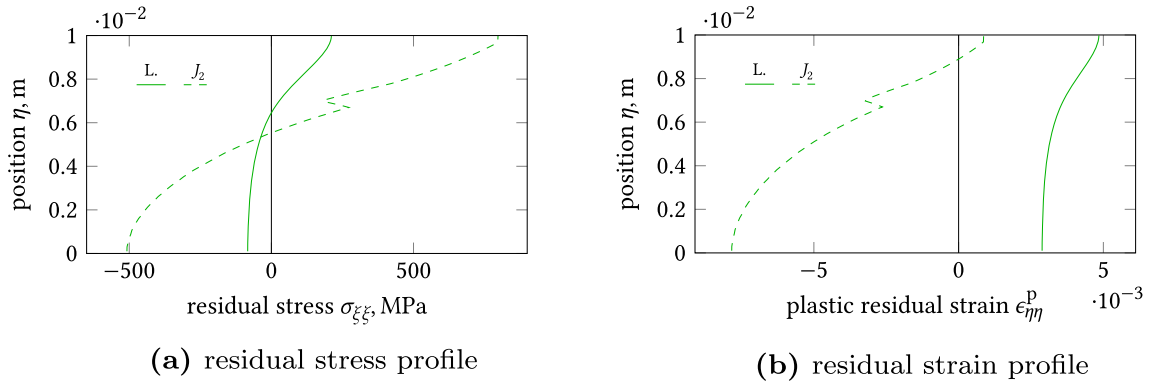 ·10⁻²
1
0.8
0.6
0.4
0.2
0
position η, m
L. J₂
−500 0 500
residual stress σ_ξξ, MPa
(a) residual stress profile
·10⁻²
1
0.8
0.6
0.4
0.2
0
position η, m
L. J₂
−5 0 5
·10⁻³
plastic residual strain ϵᵖ_ηη
(b) residual strain profile